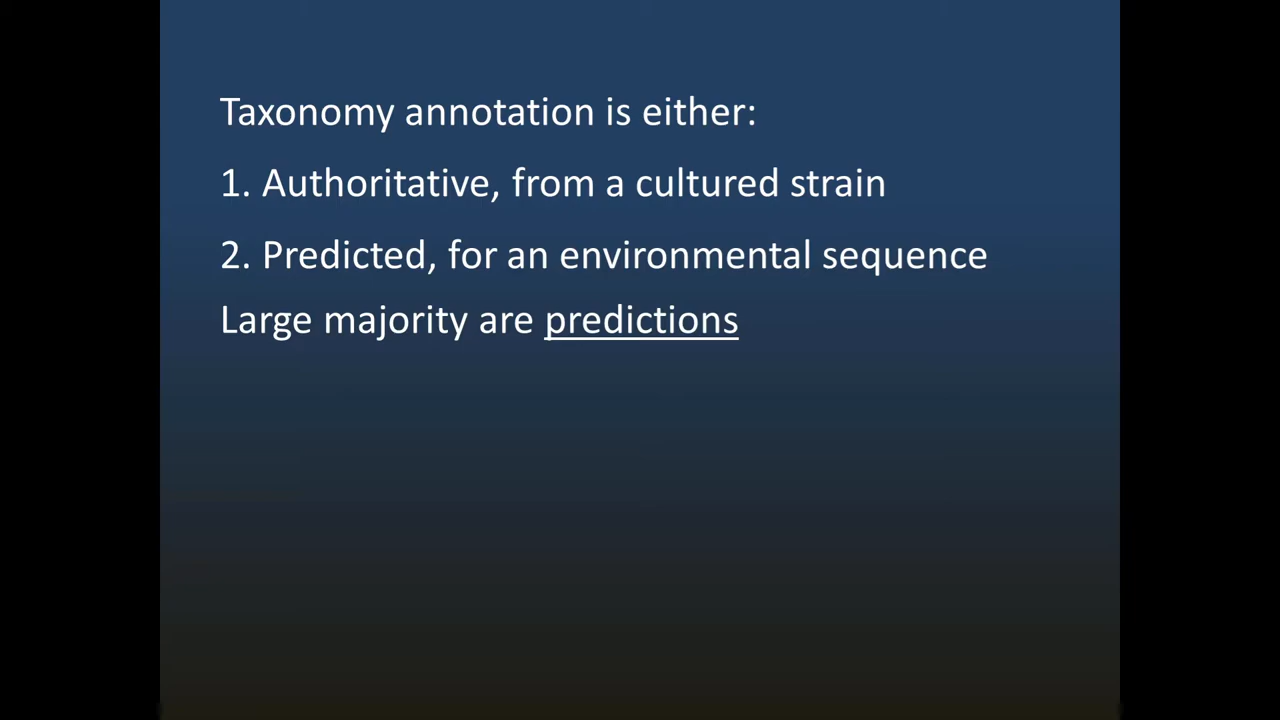 Taxonomy annotation is either:
1. Authoritative, from a cultured strain
2. Predicted, for an environmental sequence
Large majority are predictions